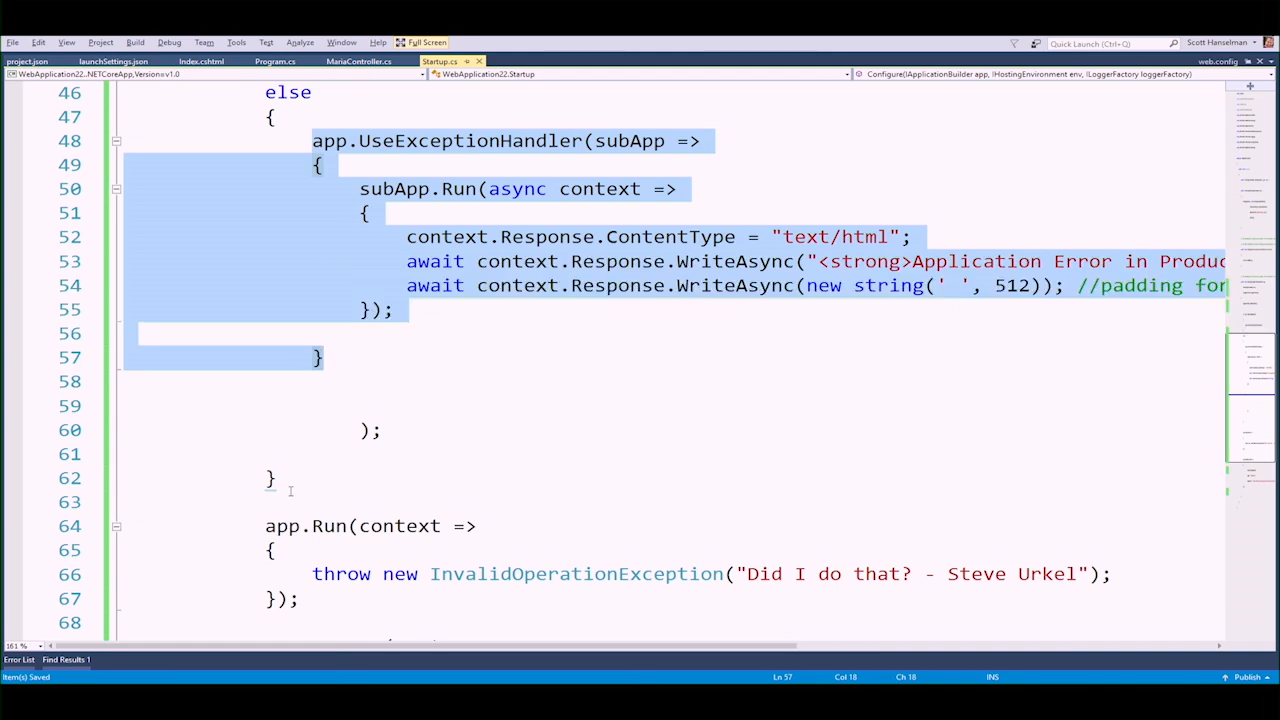 File Edit View Project Build Debug Team Tools Test Analyze Window Help Full Screen Quick Launch (Ctrl+Q) Scott Hanselman
project.json launchSettings.json Index.cshtml Program.cs MariaController.cs Startup.cs web.config
WebApplication22..NETCoreApp,Version=v1.0 WebApplication22.Startup Configure(IApplicationBuilder app, IHostingEnvironment env, ILoggerFactory loggerFactory)
46 else
47 {
48 app.UseExceptionHandler(subApp =>
49 {
50 subApp.Run(async context =>
51 {
52 context.Response.ContentType = "text/html";
53 await context.Response.WriteAsync("<strong>Application Error in Produc
54 await context.Response.WriteAsync(new string(' ', 512)); //padding for
55 });
56
57 }
58
59
60 );
61
62 }
63
64 app.Run(context =>
65 {
66 throw new InvalidOperationException("Did I do that? - Steve Urkel");
67 });
68
161 %
Error List Find Results 1
Item(s) Saved Ln 57 Col 18 Ch 18 INS Publish